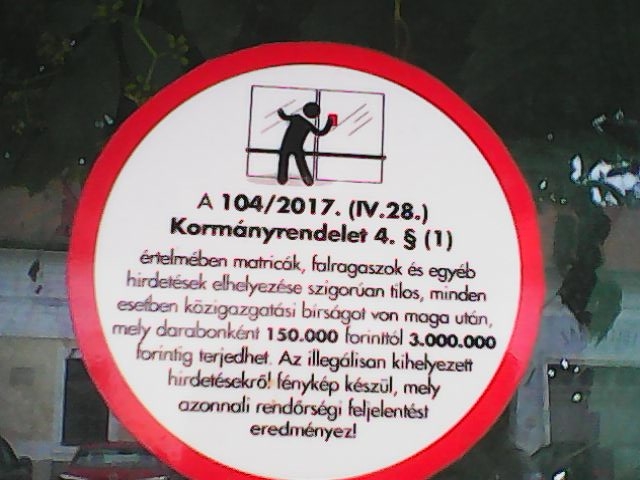 A 104/2017. (IV.28.)
Kormányrendelet 4. § (1)
értelmében matricák, falragaszok és egyéb
hirdetések elhelyezése szigorúan tilos, minden
esetben közigazgatási bírságot von maga után,
mely darabonként 150.000 forinttól 3.000.000
forintig terjedhet. Az illegálisan kihelyezett
hirdetésekről fénykép készül, mely
azonnali rendőrségi feljelentést
eredményez!